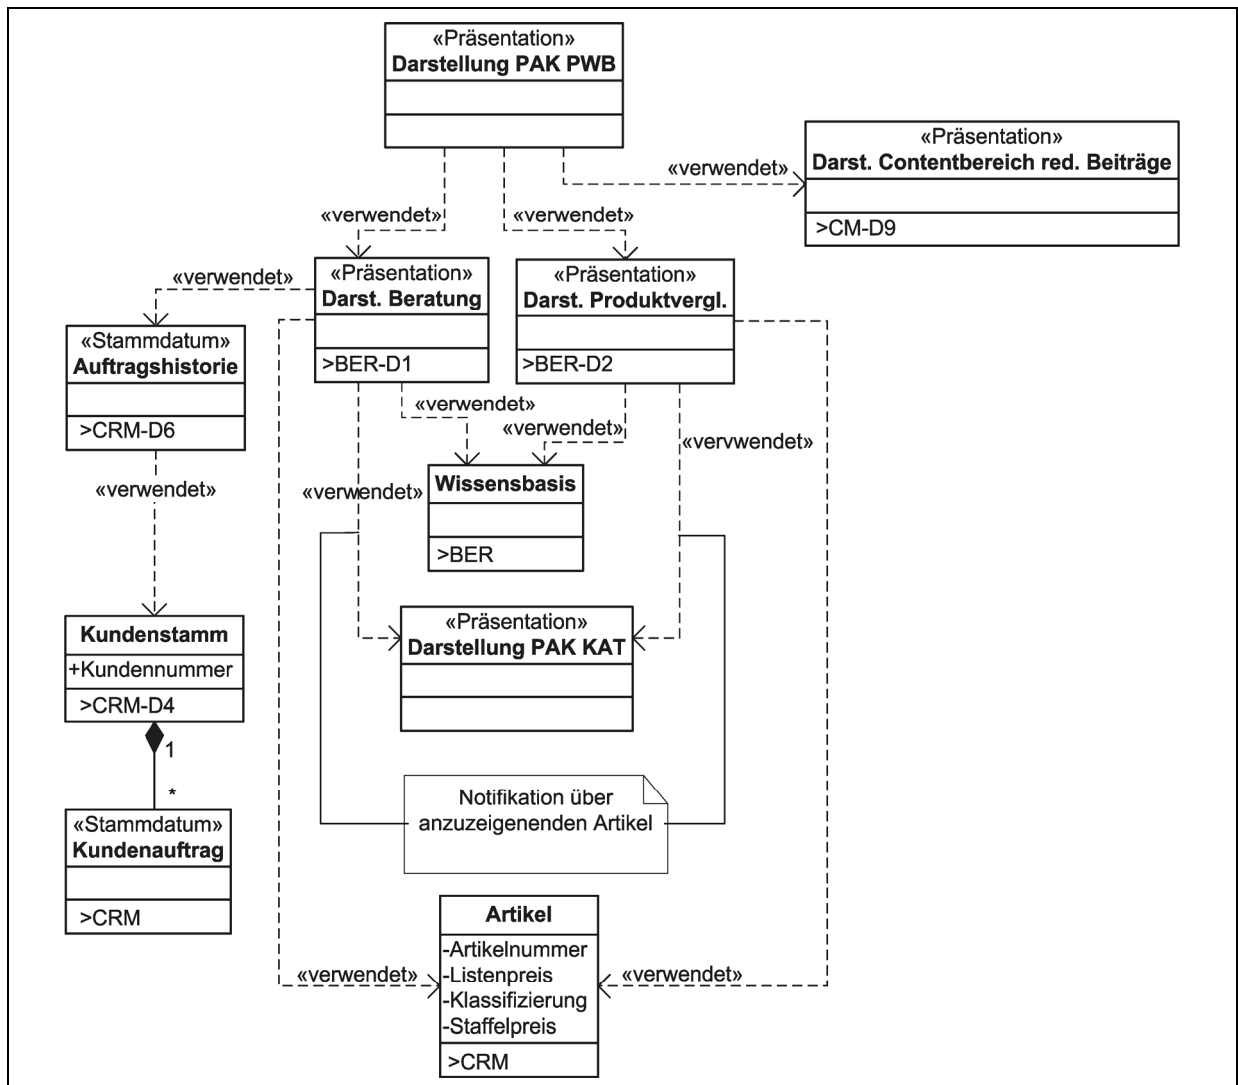 «Präsentation»
Darstellung PAK PWB
«Präsentation»
Darst. Contentbereich red. Beiträge
>CM-D9
«verwendet»
«verwendet»
«verwendet»
«verwendet»
«Präsentation»
Darst. Beratung
>BER-D1
«Präsentation»
Darst. Produktvergl.
>BER-D2
«Stammdatum»
Auftragshistorie
>CRM-D6
«verwendet»
«verwendet»
«vervwendet»
«verwendet»
«verwendet»
Wissensbasis
>BER
«Präsentation»
Darstellung PAK KAT
Kundenstamm
+Kundennummer
>CRM-D4
1
*
«Stammdatum»
Kundenauftrag
>CRM
Notifikation über
anzuzeigenenden Artikel
Artikel
-Artikelnummer
-Listenpreis
-Klassifizierung
-Staffelpreis
>CRM
«verwendet»
«verwendet»